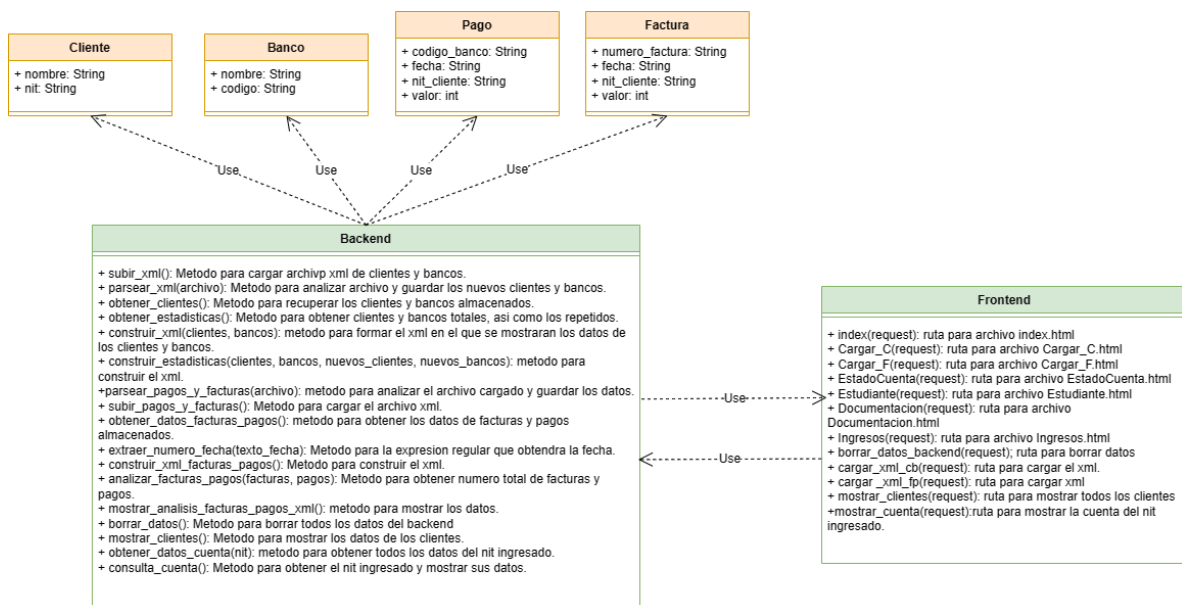 Cliente
+ nombre: String
+ nit: String
Banco
+ nombre: String
+ codigo: String
Pago
+ codigo_banco: String
+ fecha: String
+ nit_cliente: String
+ valor: int
Factura
+ numero_factura: String
+ fecha: String
+ nit_cliente: String
+ valor: int
Use
Use
Use
Use
Backend
+ subir_xml(): Metodo para cargar archivp xml de clientes y bancos.
+ parsear_xml(archivo): Metodo para analizar archivo y guardar los nuevos clientes y bancos.
+ obtener_clientes(): Metodo para recuperar los clientes y bancos almacenados.
+ obtener_estadisticas(): Metodo para obtener clientes y bancos totales, asi como los repetidos.
+ construir_xml(clientes, bancos): metodo para formar el xml en el que se mostraran los datos de
los clientes y bancos.
+ construir_estadisticas(clientes, bancos, nuevos_clientes, nuevos_bancos): metodo para
construir el xml.
+parsear_pagos_y_facturas(archivo): metodo para analizar el archivo cargado y guardar los datos.
+ subir_pagos_y_facturas(): Metodo para cargar el archivo xml.
+ obtener_datos_facturas_pagos(): metodo para obtener los datos de facturas y pagos
almacenados.
+ extraer_numero_fecha(texto_fecha): Metodo para la expresion regular que obtendra la fecha.
+ construir_xml_facturas_pagos(): Metodo para construir el xml.
+ analizar_facturas_pagos(facturas, pagos): Metodo para obtener numero total de facturas y
pagos.
+ mostrar_analisis_facturas_pagos_xml(): metodo para mostrar los datos.
+ borrar_datos(): Metodo para borrar todos los datos del backend
+ mostrar_clientes(): Metodo para mostrar los datos de los clientes.
+ obtener_datos_cuenta(nit): metodo para obtener todos los datos del nit ingresado.
+ consulta_cuenta(): Metodo para obtener el nit ingresado y mostrar sus datos.
Use
Use
Frontend
+ index(request): ruta para archivo index.html
+ Cargar_C(request): ruta para archivo Cargar_C.html
+ Cargar_F(request): ruta para archivo Cargar_F.html
+ EstadoCuenta(request): ruta para archivo EstadoCuenta.html
+ Estudiante(request): ruta para archivo Estudiante.html
+ Documentacion(request): ruta para archivo
Documentacion.html
+ Ingresos(request): ruta para archivo Ingresos.html
+ borrar_datos_backend(request); ruta para borrar datos
+ cargar_xml_cb(request): ruta para cargar el xml.
+ cargar _xml_fp(request): ruta para cargar xml
+ mostrar_clientes(request): ruta para mostrar todos los clientes
+mostrar_cuenta(request):ruta para mostrar la cuenta del nit
ingresado.